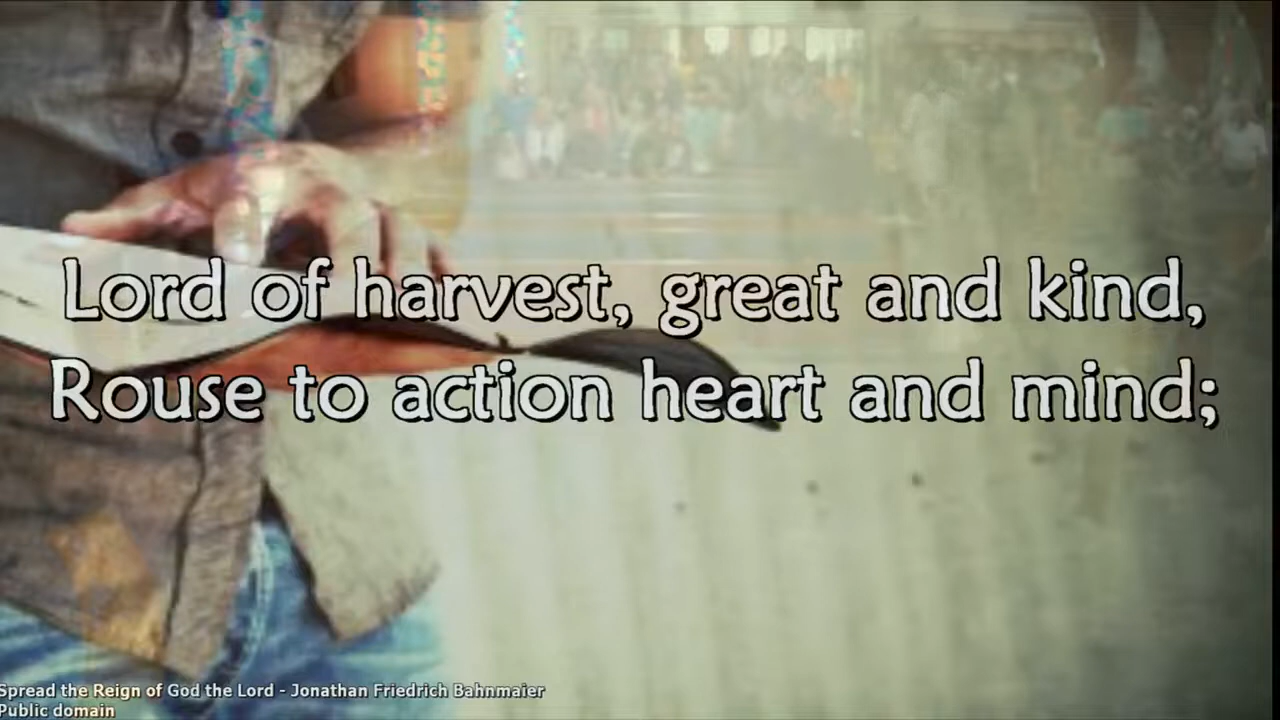 Lord of harvest, great and kind,
Rouse to action heart and mind;
Spread the Reign of God the Lord - Jonathan Friedrich Bahnmaier
Public domain